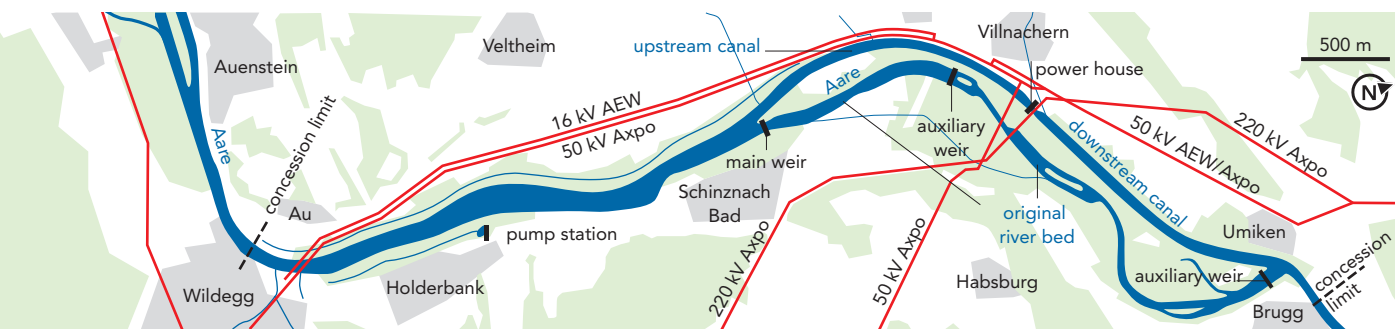 Auenstein
Veltheim
upstream canal
Villnachern
500 m
N
power house
Aare
Aare
concession limit
16 kV AEW
50 kV Axpo
auxiliary
weir
main weir
downstream canal
50 kV AEW/Axpo
220 kV Axpo
Schinznach
Bad
Au
pump station
original
river bed
Umiken
Wildegg
Holderbank
220 kV Axpo
50 kV Axpo
Habsburg
auxiliary weir
concession
limit
Brugg